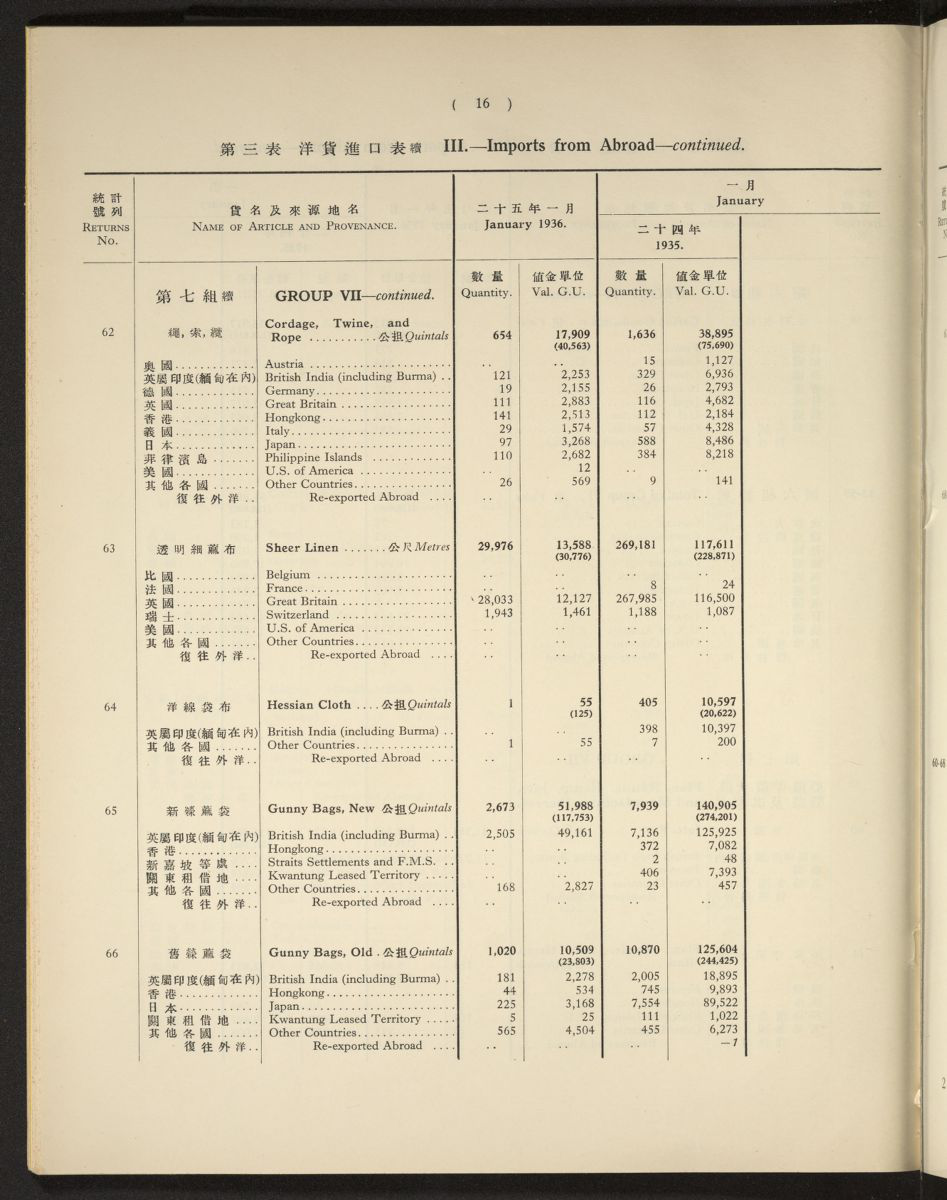 ( 16 )
第三表 洋貨進口表續 III.—Imports from Abroad—continued.
統計號列 RETURNS No. 貨名及來源地名 NAME OF ARTICLE AND PROVENANCE. 二十五年一月 January 1936. 一月 January
二十四年 1935.
數量 Quantity. 値金單位 Val. G.U. 數量 Quantity. 値金單位 Val. G.U.
第七組續 GROUP VII—continued.
62 繩,索,纜 Cordage, Twine, and
Rope ........... 公担 Quintals 654 17,909 1,636 38,895
(40,563) (75,690)
奧國 ............. Austria ...................... .. .. 15 1,127
英屬印度(緬甸在內) British India (including Burma) .. 121 2,253 329 6,936
德國 ............. Germany ...................... 19 2,155 26 2,793
英國 ............. Great Britain ................. 111 2,883 116 4,682
香港 ............. Hongkong ..................... 141 2,513 112 2,184
義國 ............. Italy ......................... 29 1,574 57 4,328
日本 ............. Japan ......................... 97 3,268 588 8,486
菲律濱島 ....... Philippine Islands ............. 110 2,682 384 8,218
美國 ............. U.S. of America ............... .. 12 .. ..
其他各國 ....... Other Countries ............... 26 569 9 141
復往外洋 .. Re-exported Abroad .... .. .. ..
63 透明細蔴布 Sheer Linen ....... 公尺 Metres 29,976 13,588 269,181 117,611
(30,776) (228,871)
比國 ............. Belgium ...................... .. .. .. ..
法國 ............. France ........................ .. .. 8 24
英國 ............. Great Britain ................. 28,033 12,127 267,985 116,500
瑞士 ............. Switzerland ................... 1,943 1,461 1,188 1,087
美國 ............. U.S. of America ............... .. .. .. ..
其他各國 ....... Other Countries ............... .. .. .. ..
復往外洋 .. Re-exported Abroad .... .. .. .. ..
64 洋線袋布 Hessian Cloth .... 公担 Quintals 1 55 405 10,597
(125) (20,622)
英屬印度(緬甸在內) British India (including Burma) .. .. .. 398 10,397
其他各國 ....... Other Countries ............... 1 55 7 200
復往外洋 .. Re-exported Abroad .... .. .. .. ..
65 新蔴袋 Gunny Bags, New 公担 Quintals 2,673 51,988 7,939 140,905
(117,753) (274,201)
英屬印度(緬甸在內) British India (including Burma) .. 2,505 49,161 7,136 125,925
香港 ............. Hongkong ..................... .. .. 372 7,082
新嘉坡等處 .... Straits Settlements and F.M.S. .. .. .. 2 48
關東租借地 .... Kwantung Leased Territory ..... .. .. 406 7,393
其他各國 ....... Other Countries ............... 168 2,827 23 457
復往外洋 .. Re-exported Abroad .... .. .. .. ..
66 舊蔴袋 Gunny Bags, Old . 公担 Quintals 1,020 10,509 10,870 125,604
(23,803) (244,425)
英屬印度(緬甸在內) British India (including Burma) .. 181 2,278 2,005 18,895
香港 ............. Hongkong ..................... 44 534 745 9,893
日本 ............. Japan ......................... 225 3,168 7,554 89,522
關東租借地 .... Kwantung Leased Territory ..... 5 25 111 1,022
其他各國 ....... Other Countries ............... 565 4,504 455 6,273
復往外洋 .. Re-exported Abroad .... .. .. .. —1